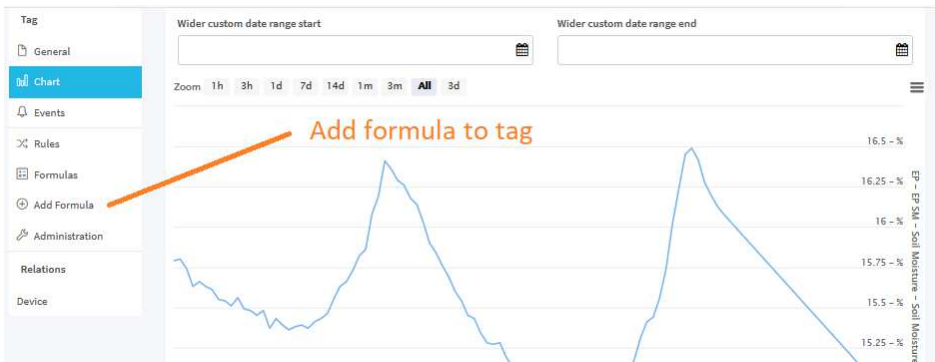 Tag
General
Chart
Events
Rules
Formulas
Add Formula
Administration
Relations
Device
Wider custom date range start
Wider custom date range end
Zoom 1h 3h 1d 7d 14d 1m 3m All 3d
Add formula to tag
16.5 – %
16.25 – %
16 – %
15.75 – %
15.5 – %
15.25 – %
EP – EP SM – Soil Moisture – Soil Moisture